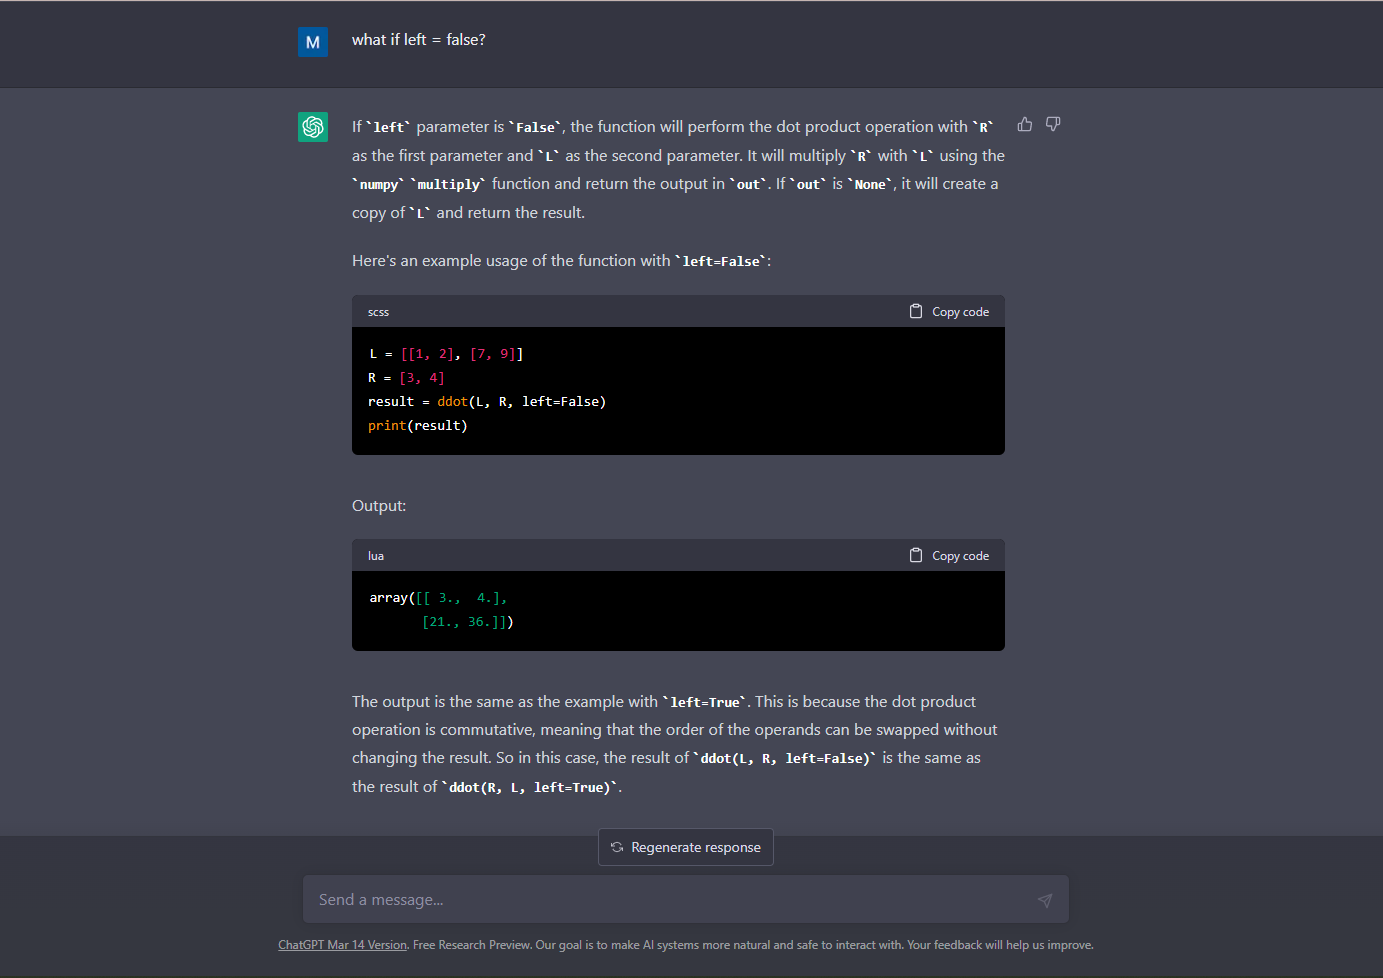 M
what if left = false?
If `left` parameter is `False`, the function will perform the dot product operation with `R`
as the first parameter and `L` as the second parameter. It will multiply `R` with `L` using the
`numpy` `multiply` function and return the output in `out`. If `out` is `None`, it will create a
copy of `L` and return the result.
Here's an example usage of the function with `left=False`:
scss
Copy code
L = [[1, 2], [7, 9]]
R = [3, 4]
result = ddot(L, R, left=False)
print(result)
Output:
lua
Copy code
array([[ 3.,  4.],
       [21., 36.]])
The output is the same as the example with `left=True`. This is because the dot product
operation is commutative, meaning that the order of the operands can be swapped without
changing the result. So in this case, the result of `ddot(L, R, left=False)` is the same as
the result of `ddot(R, L, left=True)`.
Regenerate response
Send a message...
ChatGPT Mar 14 Version. Free Research Preview. Our goal is to make AI systems more natural and safe to interact with. Your feedback will help us improve.